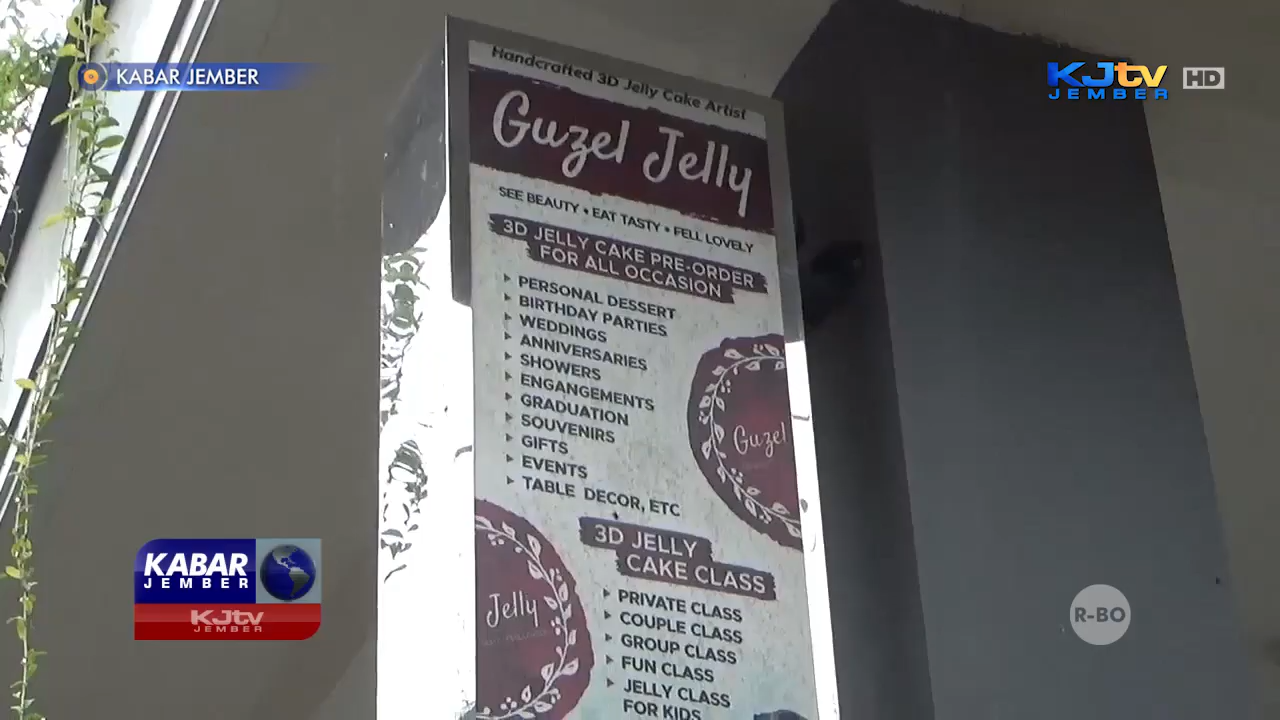 KABAR JEMBER
KJtv
JEMBER
HD
Handcrafted 3D Jelly Cake Artist
Guzel Jelly
SEE BEAUTY • EAT TASTY • FELL LOVELY
3D JELLY CAKE PRE-ORDER
FOR ALL OCCASION
PERSONAL DESSERT
BIRTHDAY PARTIES
WEDDINGS
ANNIVERSARIES
SHOWERS
ENGANGEMENTS
GRADUATION
SOUVENIRS
GIFTS
EVENTS
TABLE DECOR, ETC
Guzel
3D JELLY
CAKE CLASS
Jelly
PRIVATE CLASS
COUPLE CLASS
GROUP CLASS
FUN CLASS
JELLY CLASS
FOR KIDS
KABAR
JEMBER
KJtv
JEMBER
R-BO